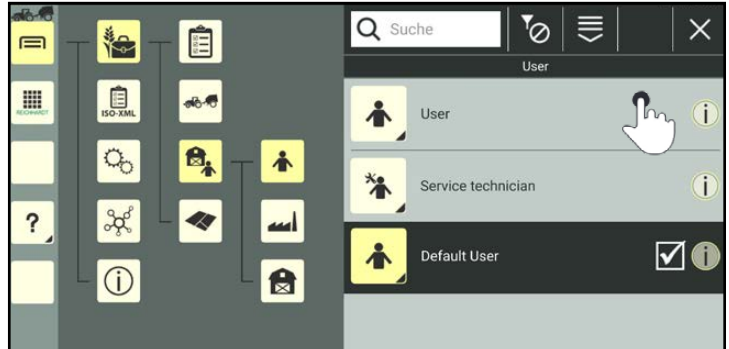 Suche
User
REICHHARDT
ISO-XML
User
Service technician
?
Default User